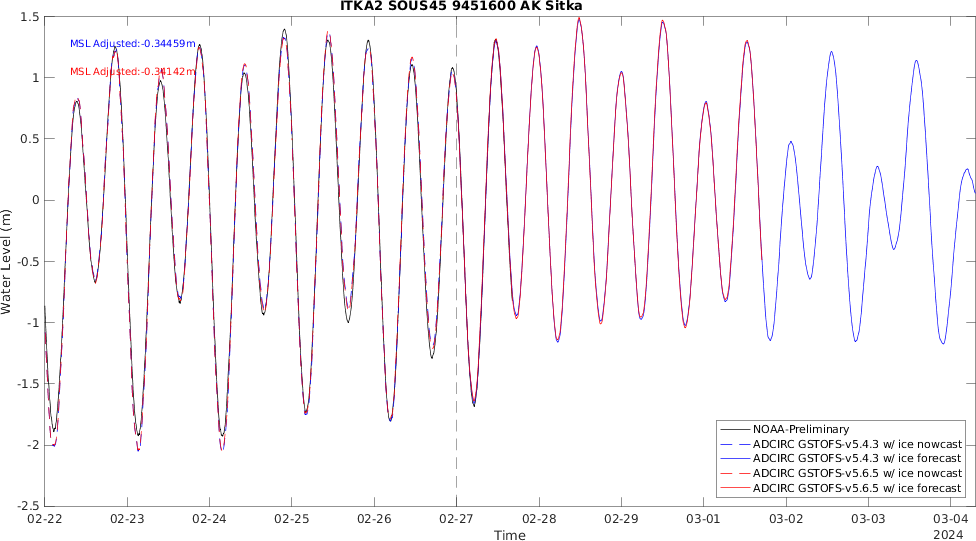 ITKA2 SOUS45 9451600 AK Sitka
MSL Adjusted:-0.34459m
MSL Adjusted:-0.34142m
Water Level (m)
1.5
1
0.5
0
-0.5
-1
-1.5
-2
-2.5
NOAA-Preliminary
ADCIRC GSTOFS-v5.4.3 w/ ice nowcast
ADCIRC GSTOFS-v5.4.3 w/ ice forecast
ADCIRC GSTOFS-v5.6.5 w/ ice nowcast
ADCIRC GSTOFS-v5.6.5 w/ ice forecast
02-22 02-23 02-24 02-25 02-26 02-27 02-28 02-29 03-01 03-02 03-03 03-04
Time
2024